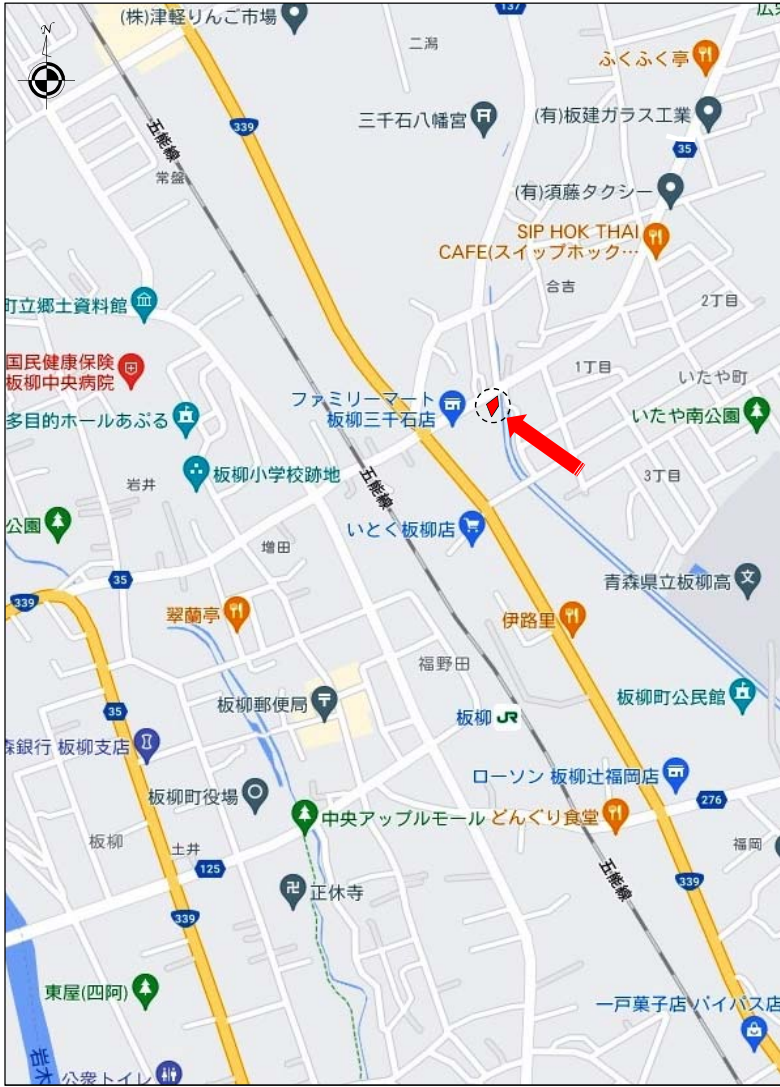 (株)津軽りんご市場
137
広栄
N
二潟
ふくふく亭
339
五能線
三千石八幡宮
(有)板建ガラス工業
35
常盤
(有)須藤タクシー
SIP HOK THAI
CAFE(スイップホック…
合吉
2丁目
町立郷土資料館
1丁目
国民健康保険
板柳中央病院
いたや町
ファミリーマート
板柳三千石店
多目的ホールあぷる
いたや南公園
板柳小学校跡地
五能線
3丁目
岩井
公園
いとく板柳店
増田
35
青森県立板柳高
文
339
翠蘭亭
伊路里
福野田
板柳郵便局
板柳町公民館
35
板柳 JR
森銀行 板柳支店
ローソン 板柳辻福岡店
板柳町役場
276
中央アップルモール
どんぐり食堂
板柳
土井
福岡
125
五能線
339
正休寺
339
東屋(四阿)
一戸菓子店 バイパス店
岩木
公衆トイレ